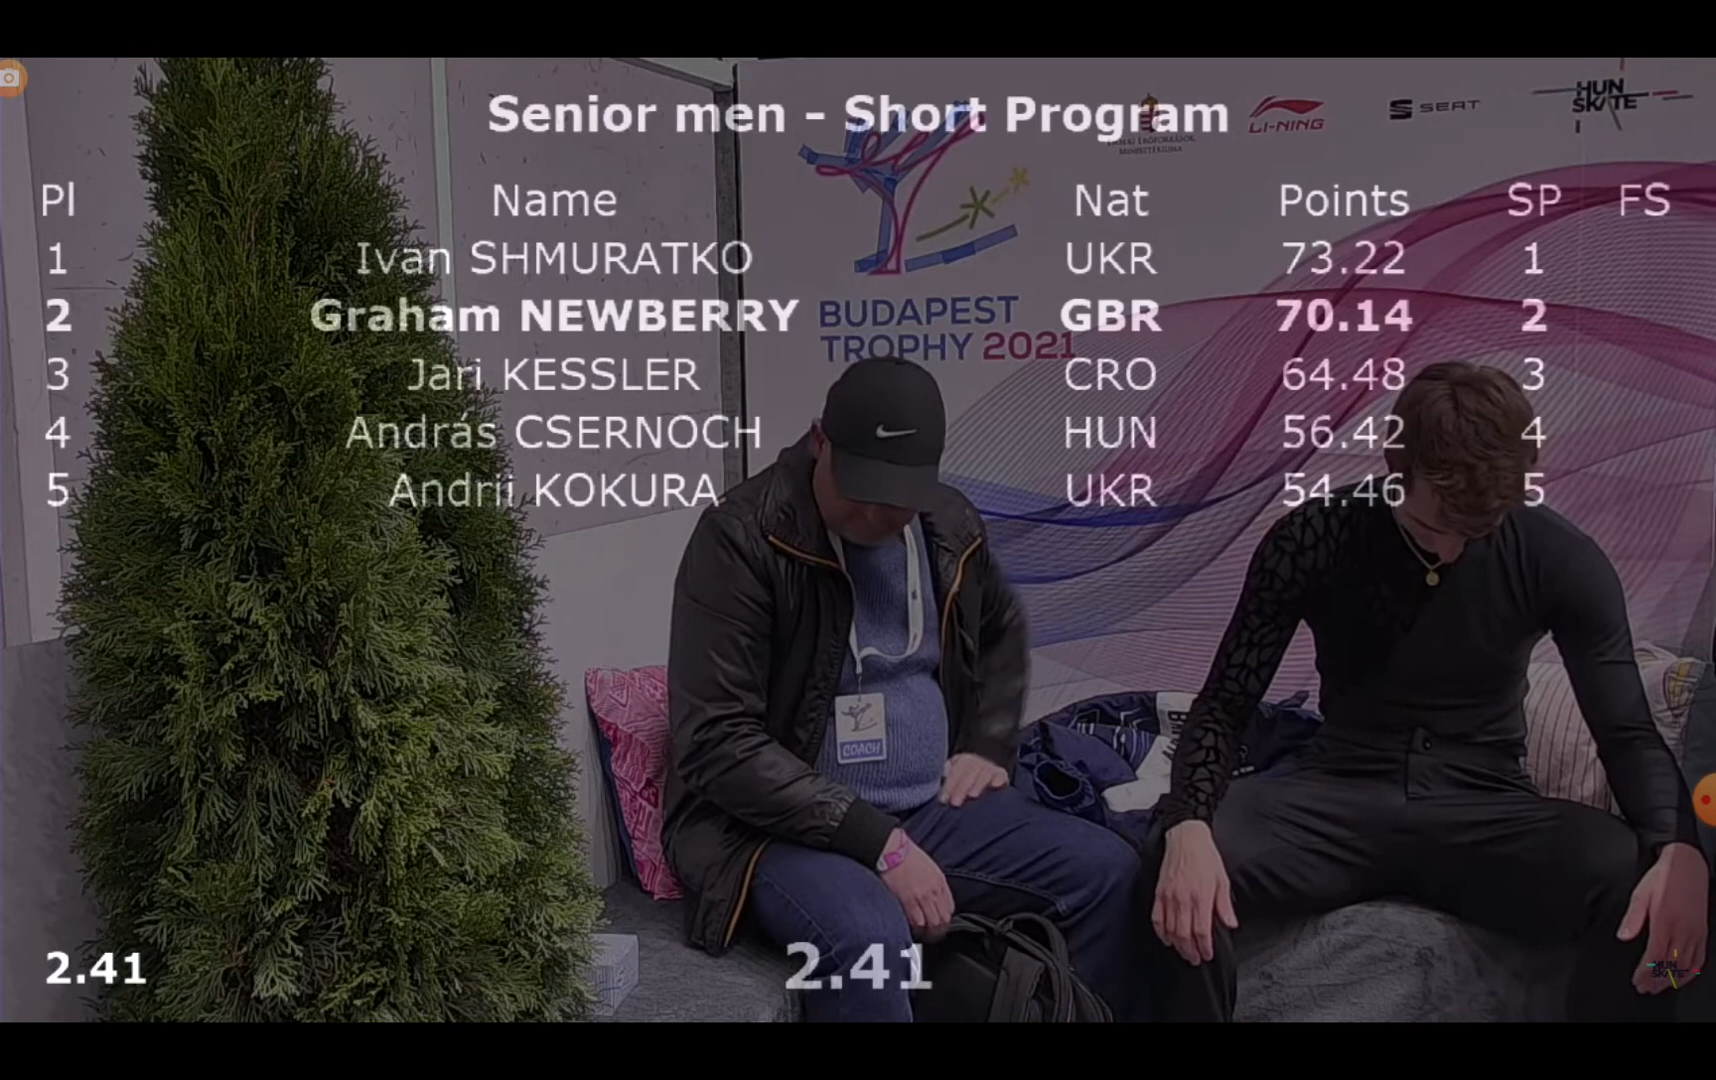 HUN
SKATE
LI-NING
SEAT
Senior men - Short Program
MINISZTÉRIUMA
Pl Name Nat Points SP FS
1 Ivan SHMURATKO UKR 73.22 1
2 Graham NEWBERRY GBR 70.14 2
BUDAPEST
TROPHY 2021
3 Jari KESSLER CRO 64.48 3
4 András CSERNOCH HUN 56.42 4
5 Andrii KOKURA UKR 54.46 5
COACH
2.41 2.41
HUN
SKATE